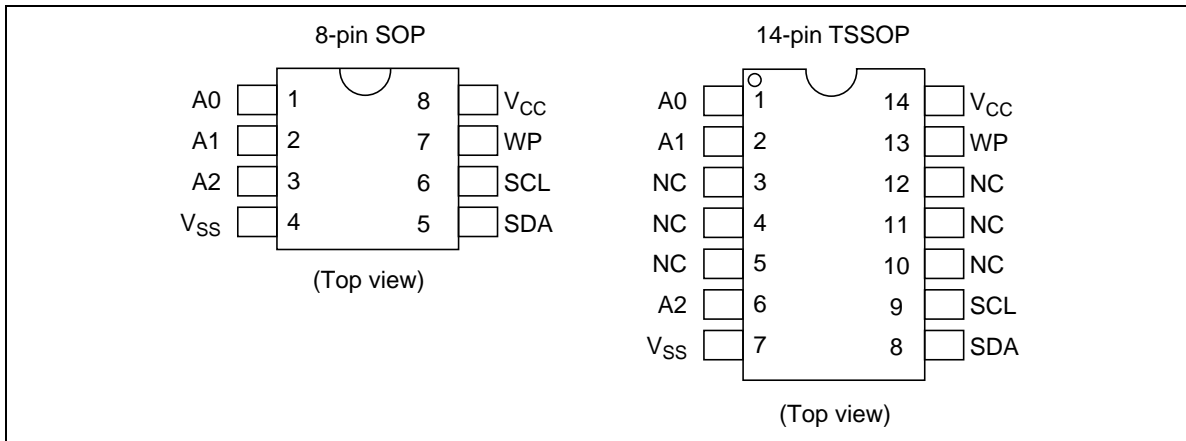 8-pin SOP
A0 1 8 VCC
A1 2 7 WP
A2 3 6 SCL
VSS 4 5 SDA
(Top view)
14-pin TSSOP
A0 1 14 VCC
A1 2 13 WP
NC 3 12 NC
NC 4 11 NC
NC 5 10 NC
A2 6 9 SCL
VSS 7 8 SDA
(Top view)